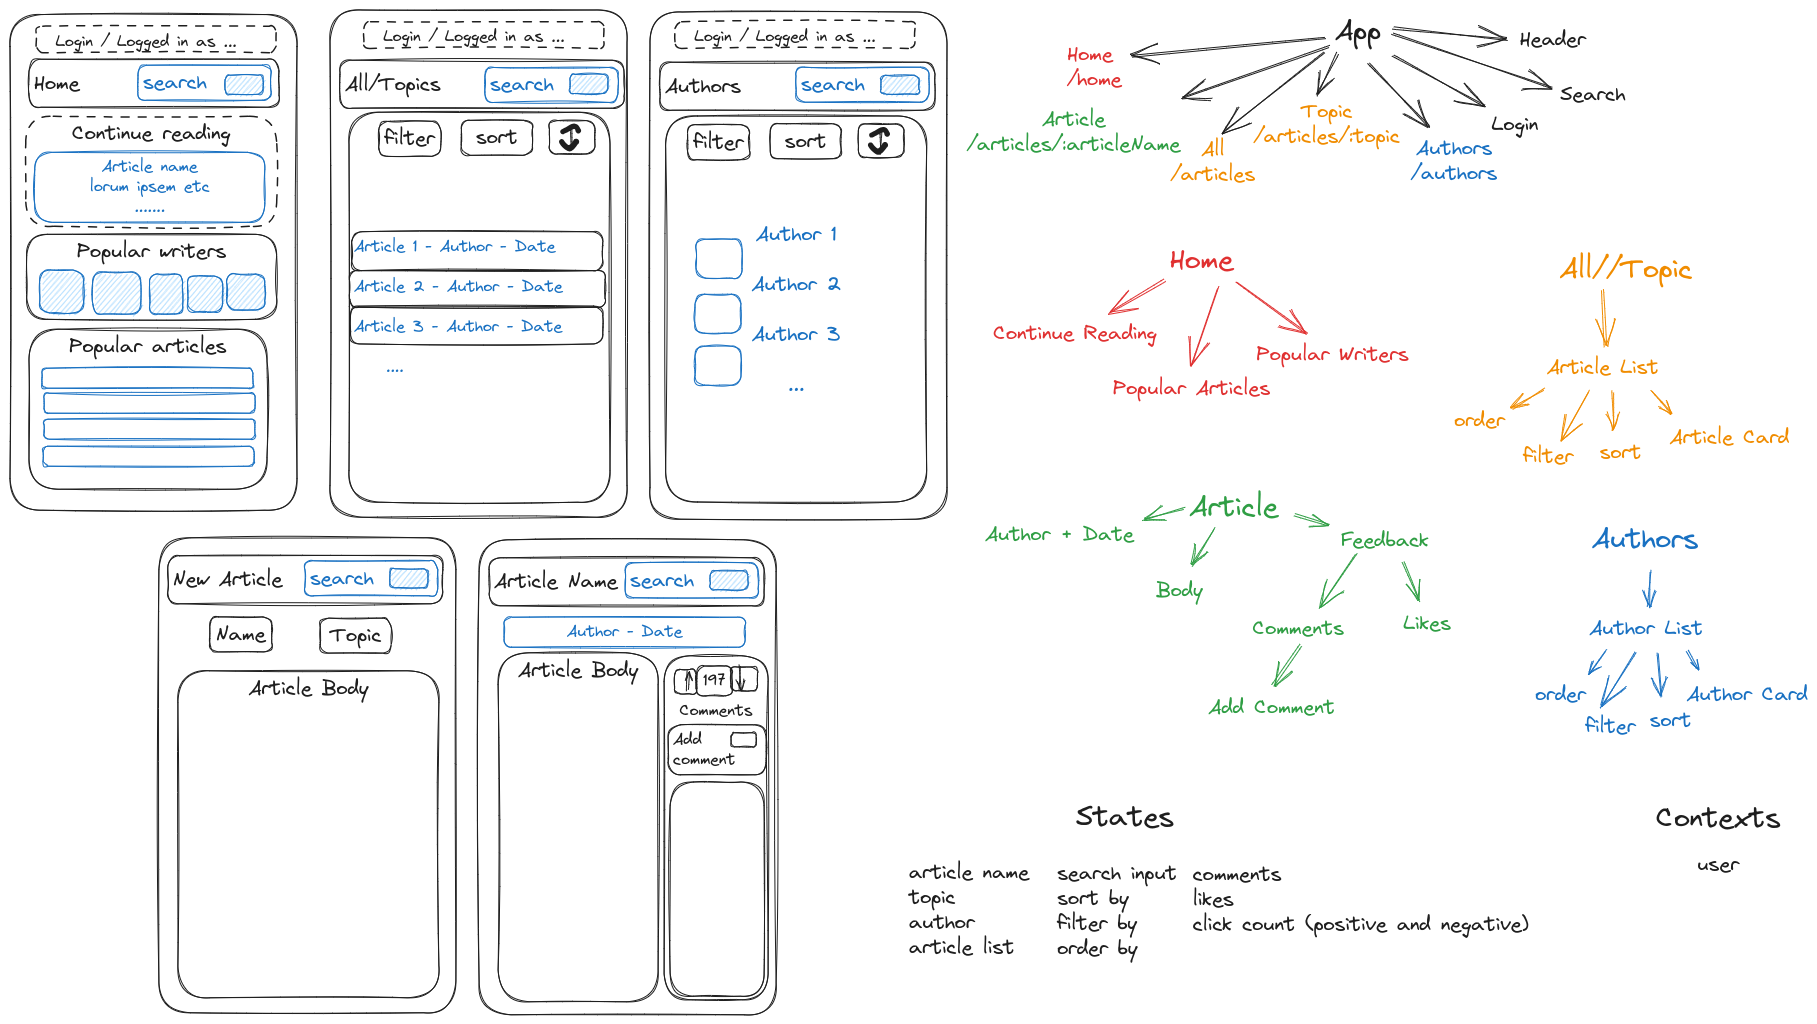 Login / Logged in as ...
Home
search
Continue reading
Article name
lorum ipsem etc
.......
Popular writers
Popular articles
Login / Logged in as ...
All/Topics
search
filter
sort
Article 1 - Author - Date
Article 2 - Author - Date
Article 3 - Author - Date
....
Login / Logged in as ...
Authors
search
filter
sort
Author 1
Author 2
Author 3
...
New Article
search
Name
Topic
Article Body
Article Name
search
Author - Date
Article Body
197
Comments
Add
comment
App
Home
/home
Article
/articles/:articleName
All
/articles
Topic
/articles/:topic
Authors
/authors
Login
Search
Header
Home
Continue Reading
Popular Articles
Popular Writers
All//Topic
Article List
order
filter
sort
Article Card
Article
Author + Date
Body
Feedback
Comments
Likes
Add Comment
Authors
Author List
order
filter
sort
Author Card
States
article name
topic
author
article list
search input
sort by
filter by
order by
comments
likes
click count (positive and negative)
Contexts
user